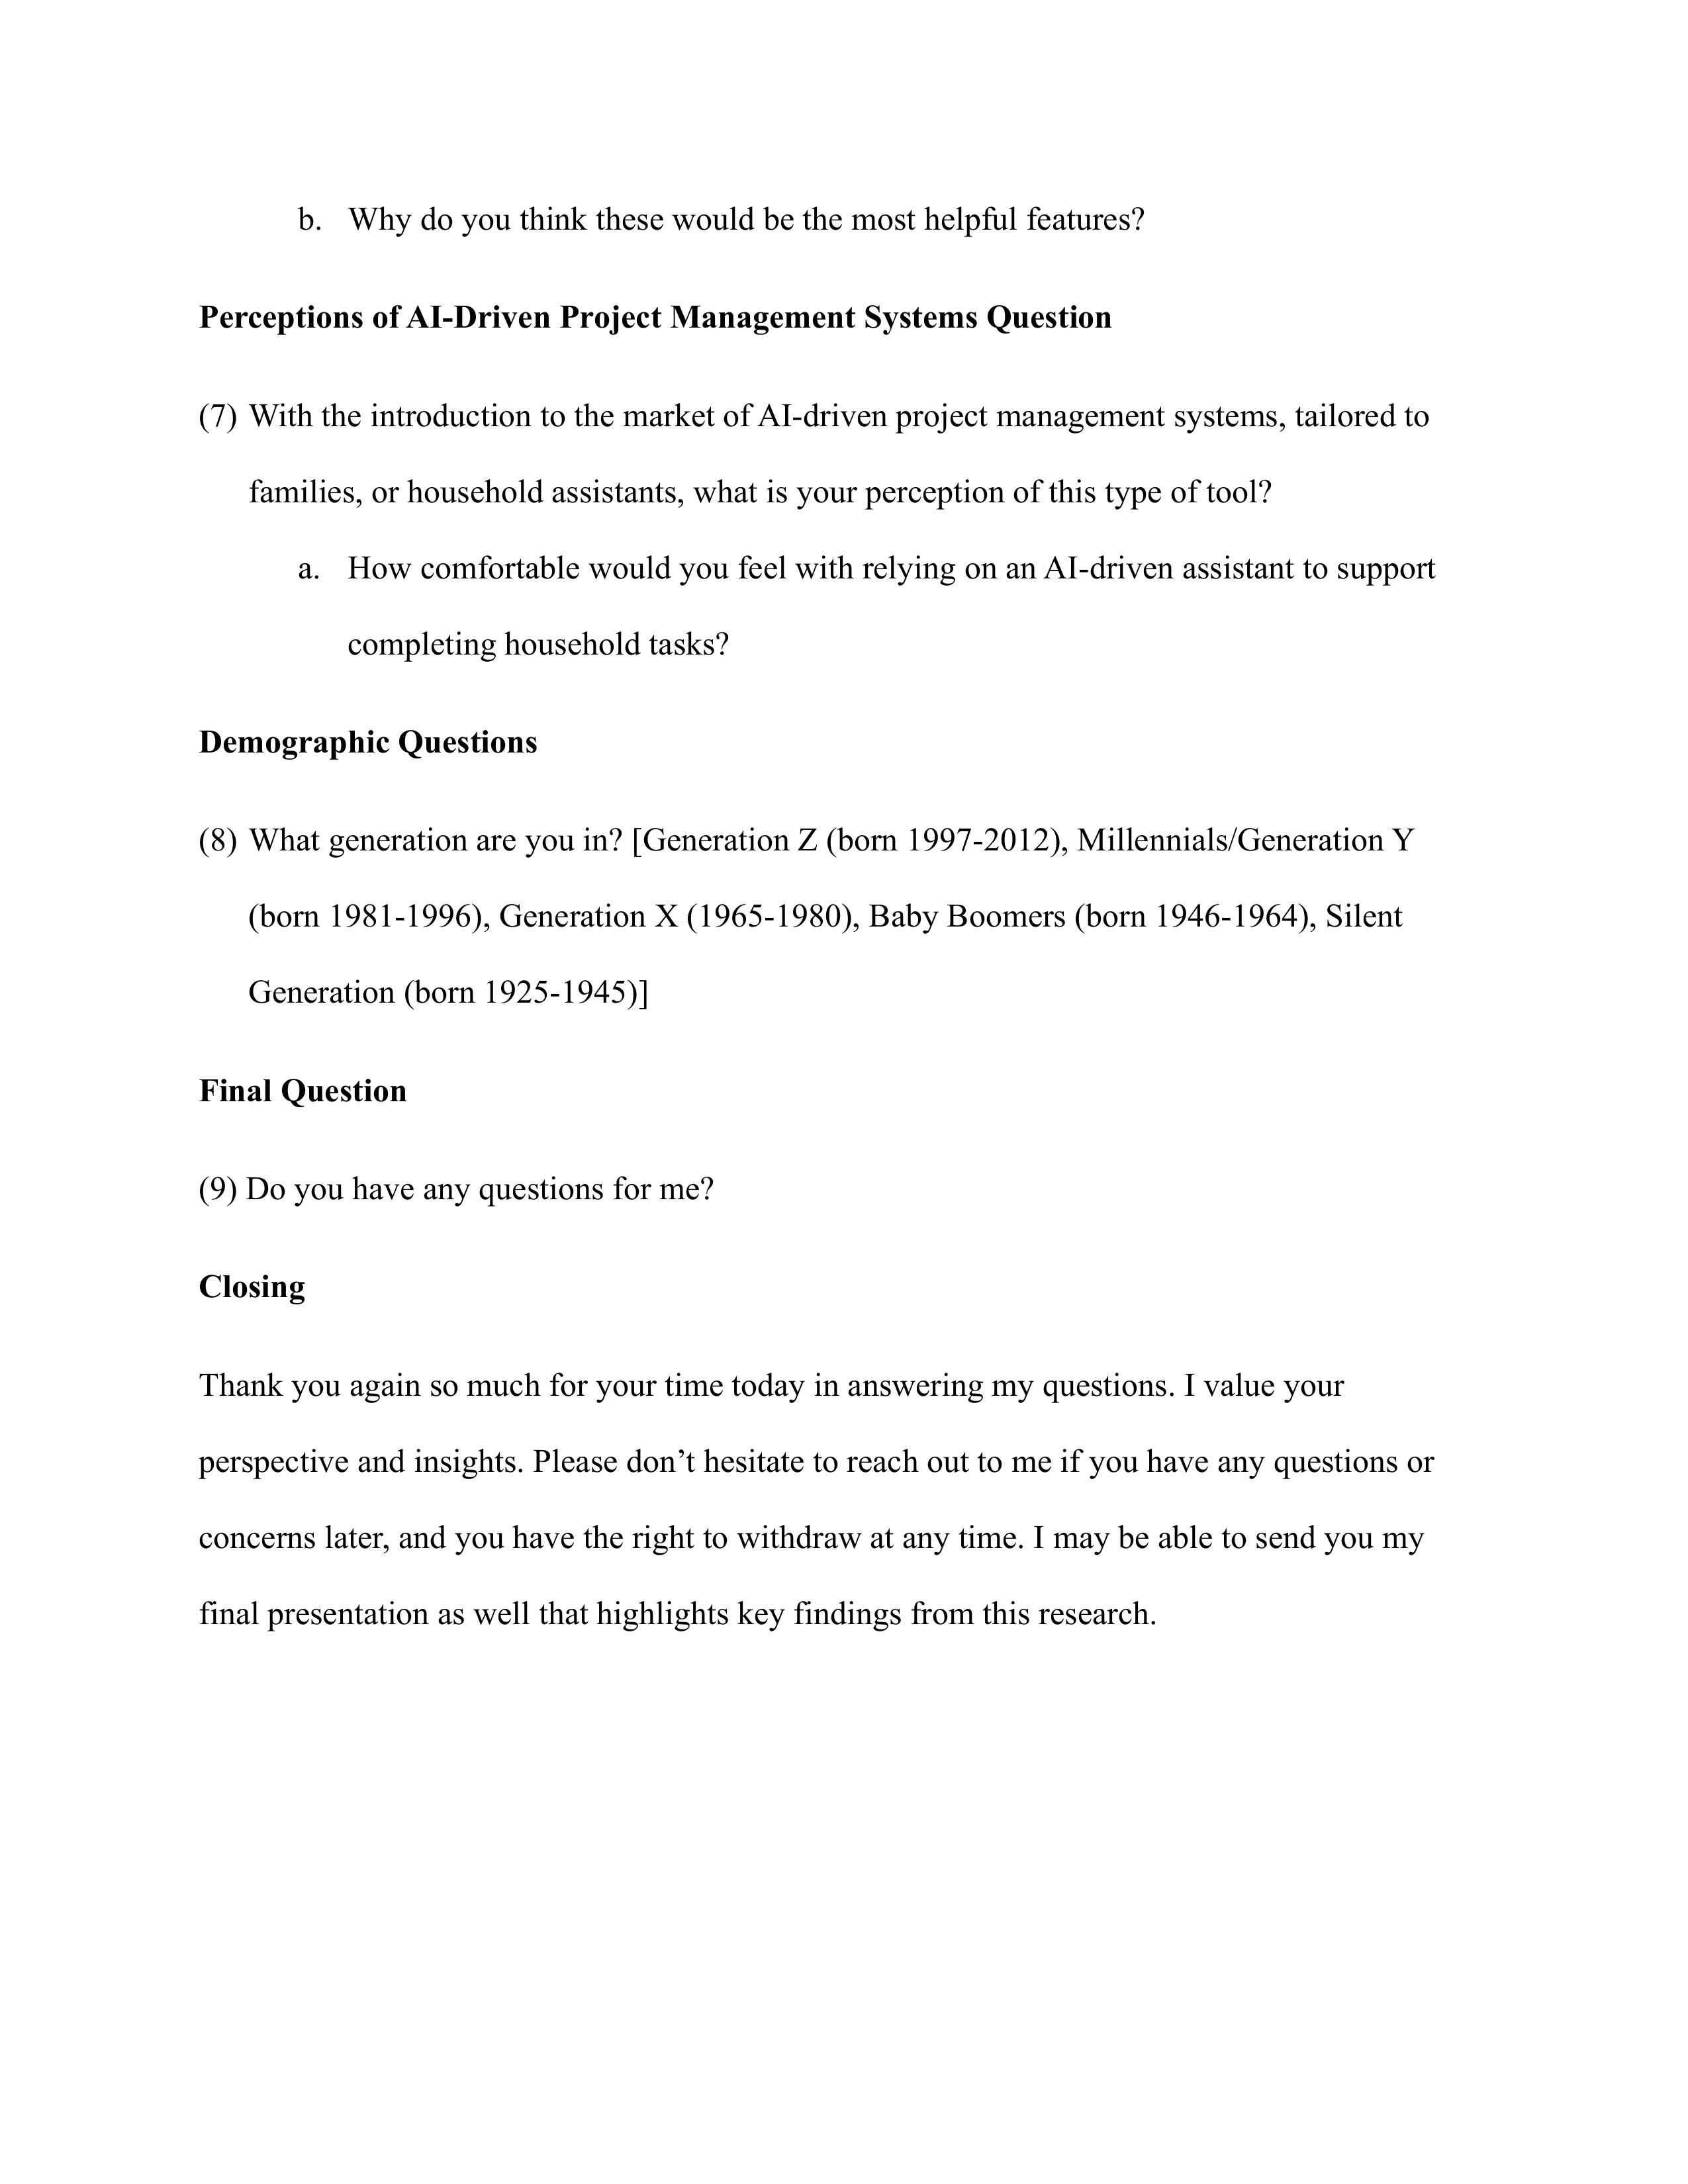 b. Why do you think these would be the most helpful features?
Perceptions of AI-Driven Project Management Systems Question
(7) With the introduction to the market of AI-driven project management systems, tailored to
families, or household assistants, what is your perception of this type of tool?
a. How comfortable would you feel with relying on an AI-driven assistant to support
completing household tasks?
Demographic Questions
(8) What generation are you in? [Generation Z (born 1997-2012), Millennials/Generation Y
(born 1981-1996), Generation X (1965-1980), Baby Boomers (born 1946-1964), Silent
Generation (born 1925-1945)]
Final Question
(9) Do you have any questions for me?
Closing
Thank you again so much for your time today in answering my questions. I value your
perspective and insights. Please don’t hesitate to reach out to me if you have any questions or
concerns later, and you have the right to withdraw at any time. I may be able to send you my
final presentation as well that highlights key findings from this research.